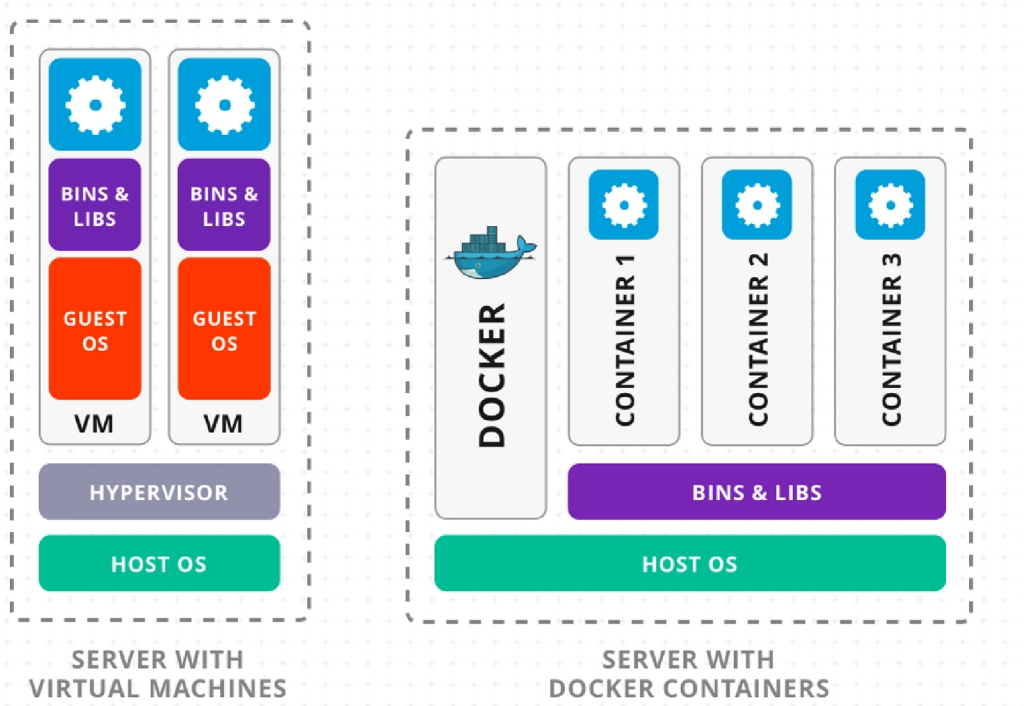 BINS &
LIBS
GUEST
OS
VM
BINS &
LIBS
GUEST
OS
VM
HYPERVISOR
HOST OS
SERVER WITH
VIRTUAL MACHINES
DOCKER
CONTAINER 1
CONTAINER 2
CONTAINER 3
BINS & LIBS
HOST OS
SERVER WITH
DOCKER CONTAINERS